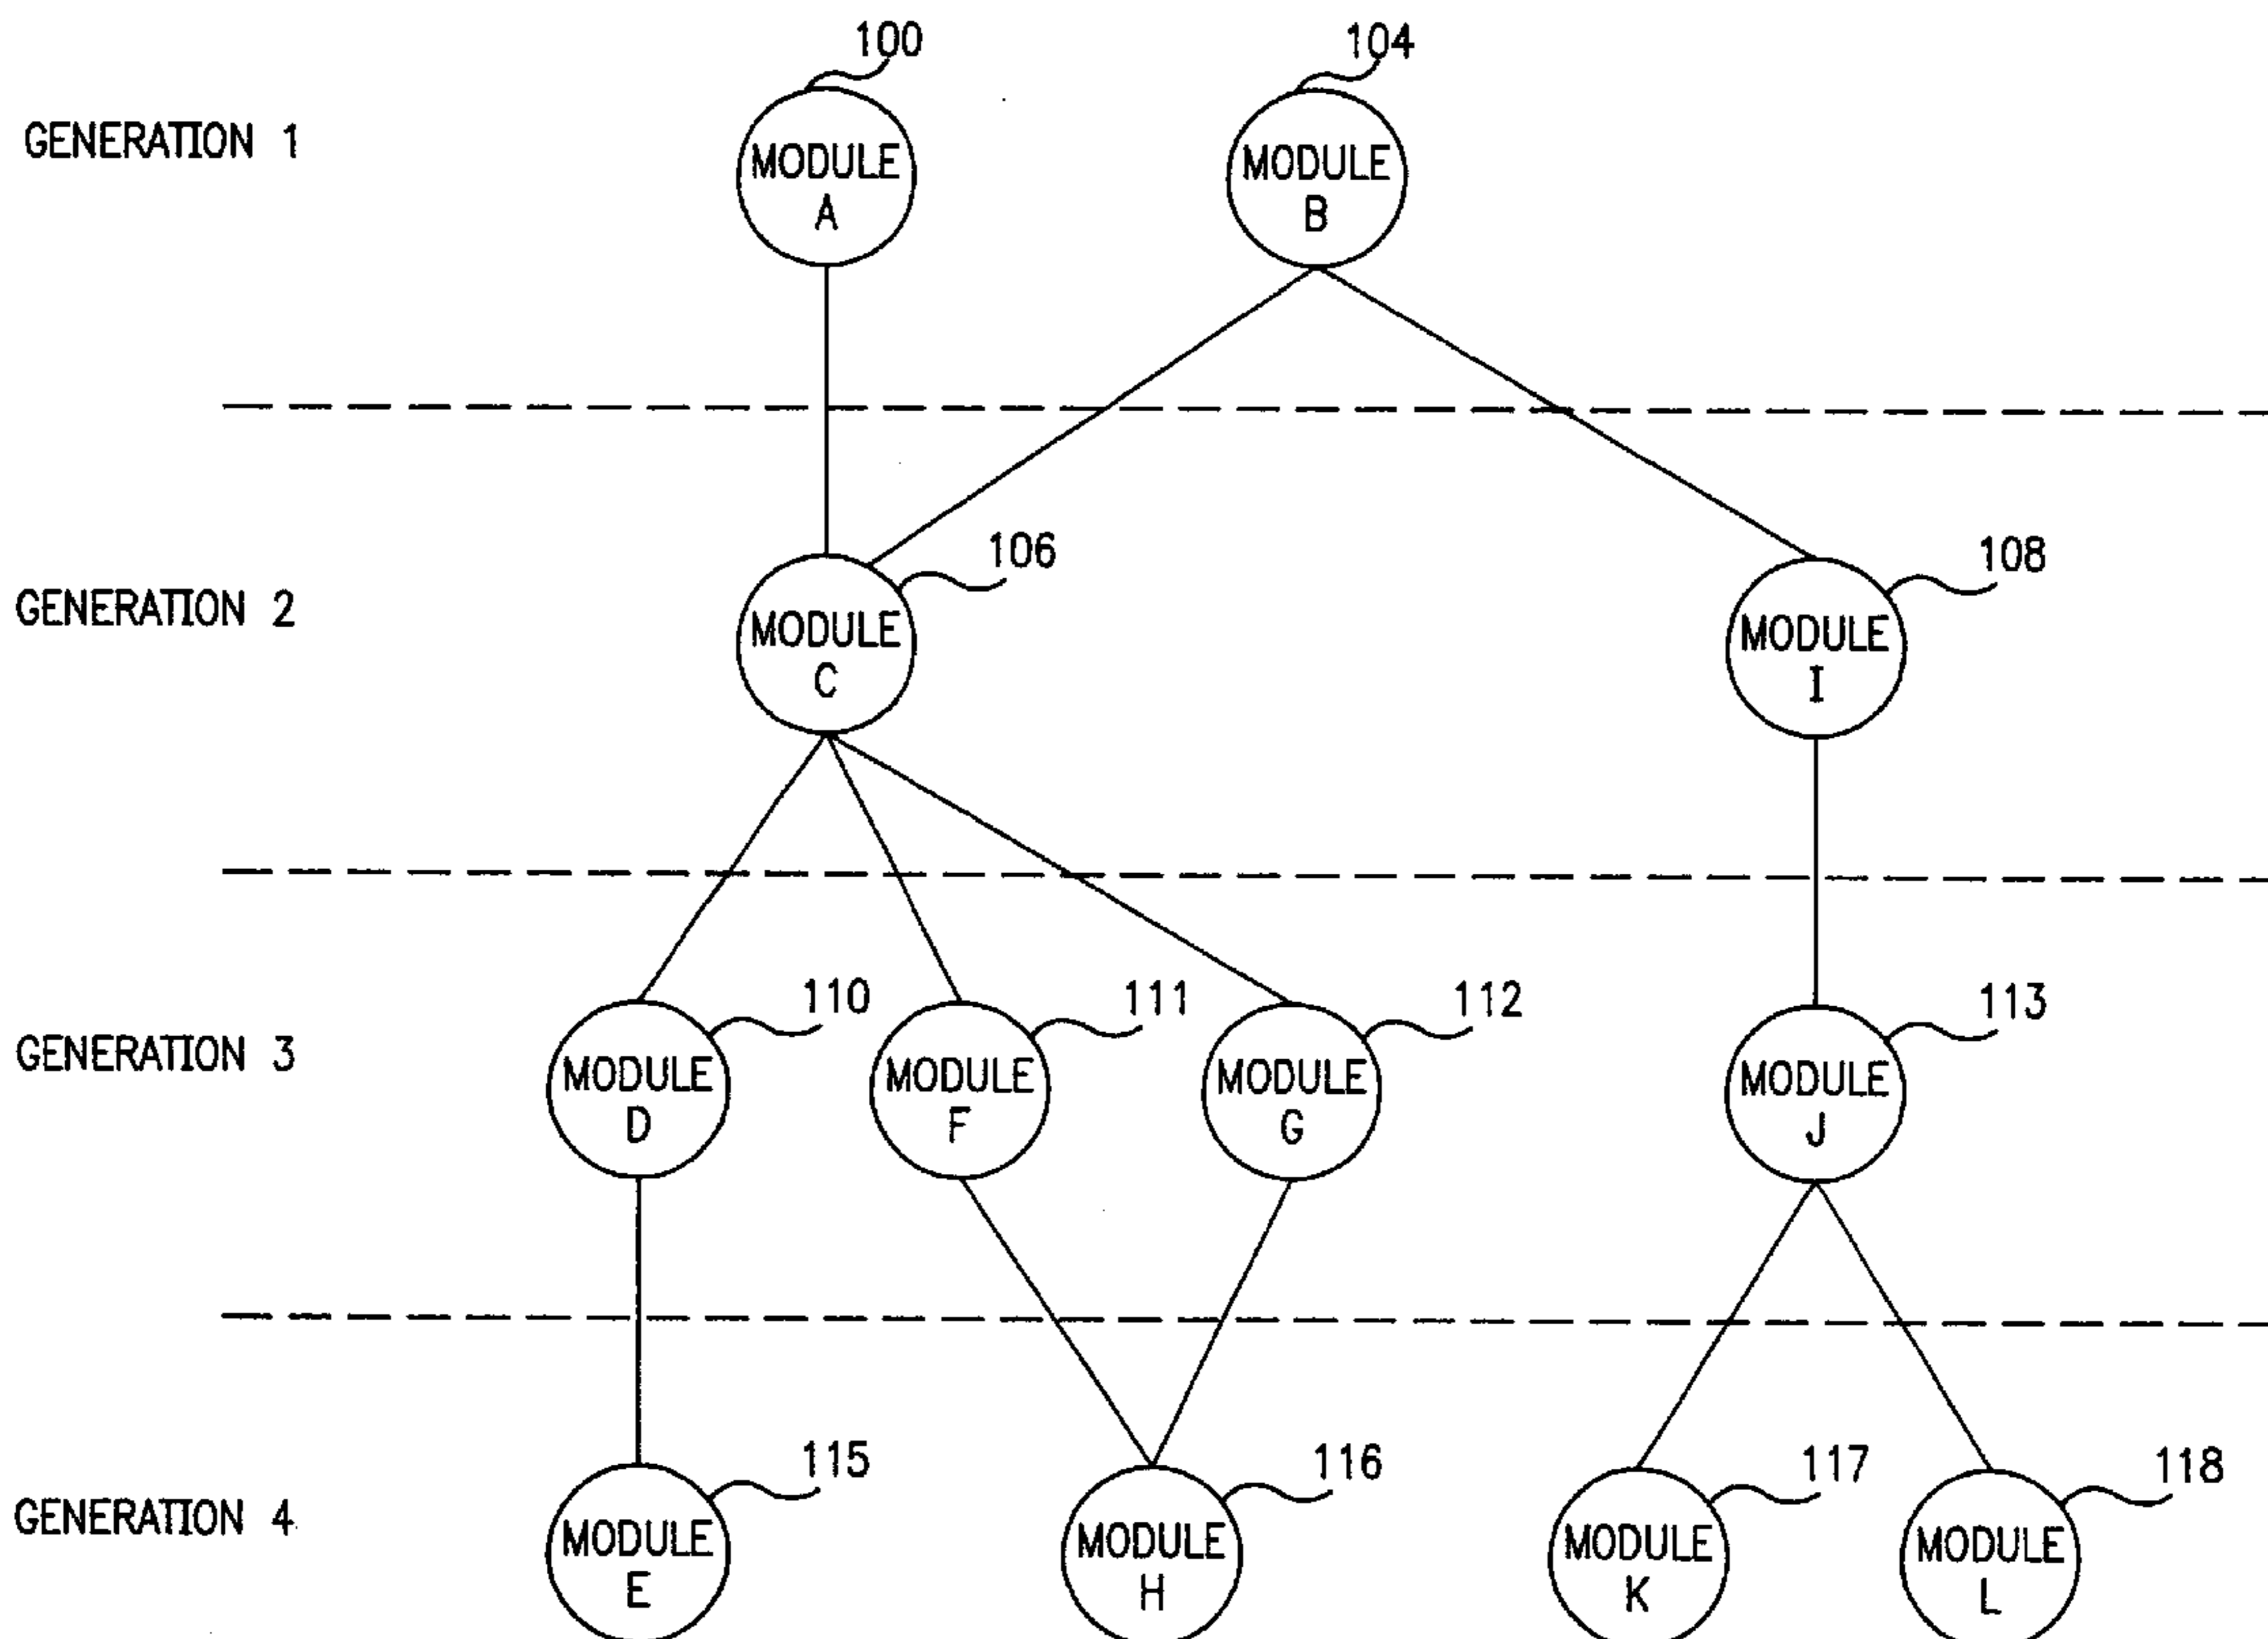 100
104
GENERATION 1
MODULE
A
MODULE
B
106
108
GENERATION 2
MODULE
C
MODULE
I
110
111
112
113
GENERATION 3
MODULE
D
MODULE
F
MODULE
G
MODULE
J
115
116
117
118
GENERATION 4
MODULE
E
MODULE
H
MODULE
K
MODULE
L